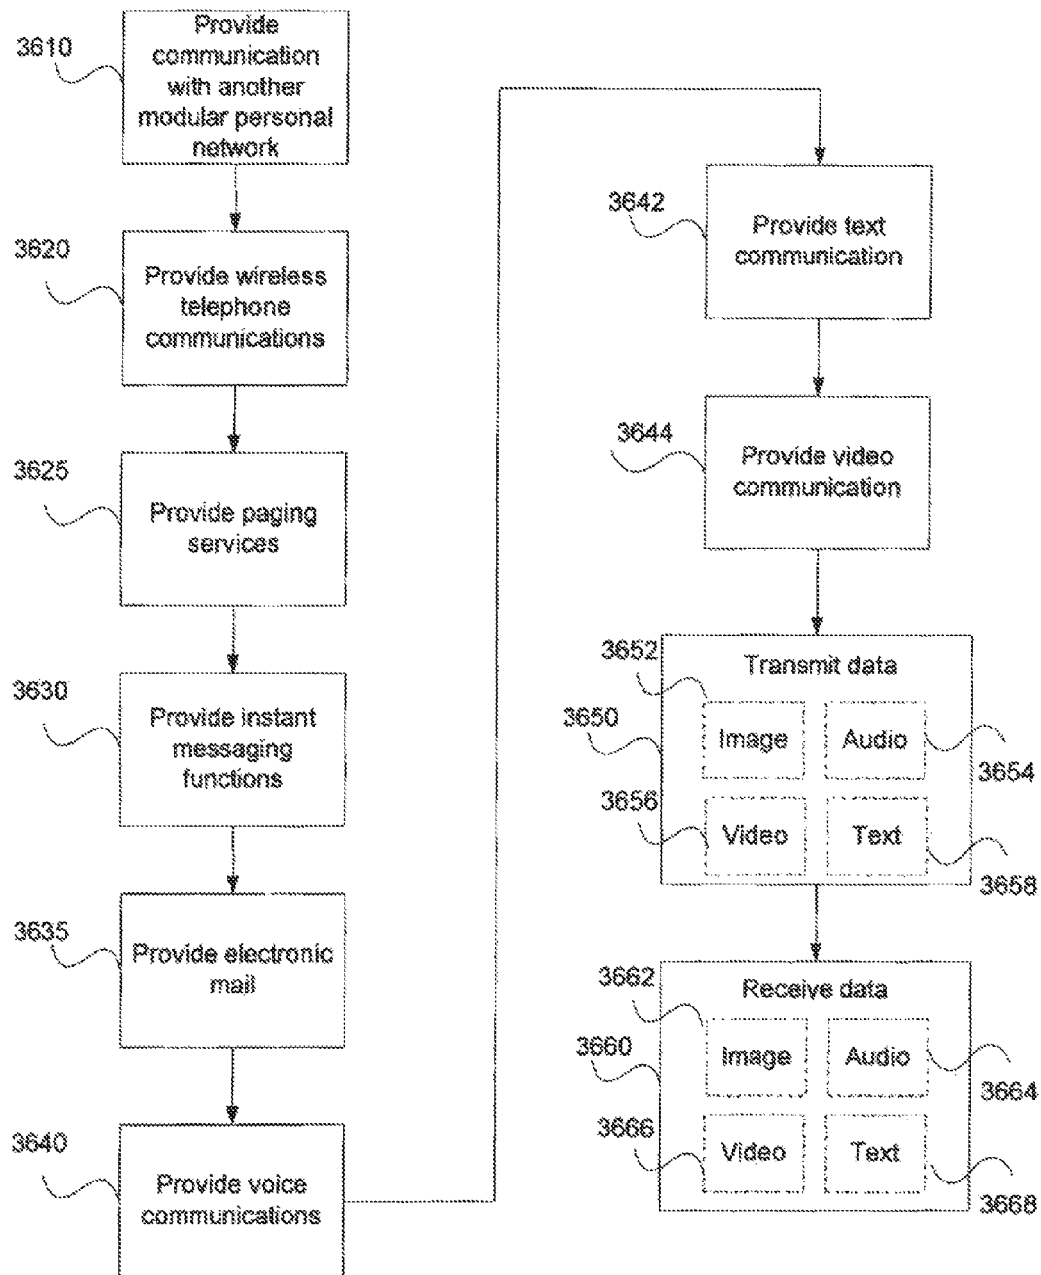 3610
Provide
communication
with another
modular personal
network
3620
Provide wireless
telephone
communications
3625
Provide paging
services
3630
Provide instant
messaging
functions
3635
Provide electronic
mail
3640
Provide voice
communications
3642
Provide text
communication
3644
Provide video
communication
3650
Transmit data
3652
Image
Audio
3654
3656
Video
Text
3658
3660
Receive data
3662
Image
Audio
3664
3666
Video
Text
3668